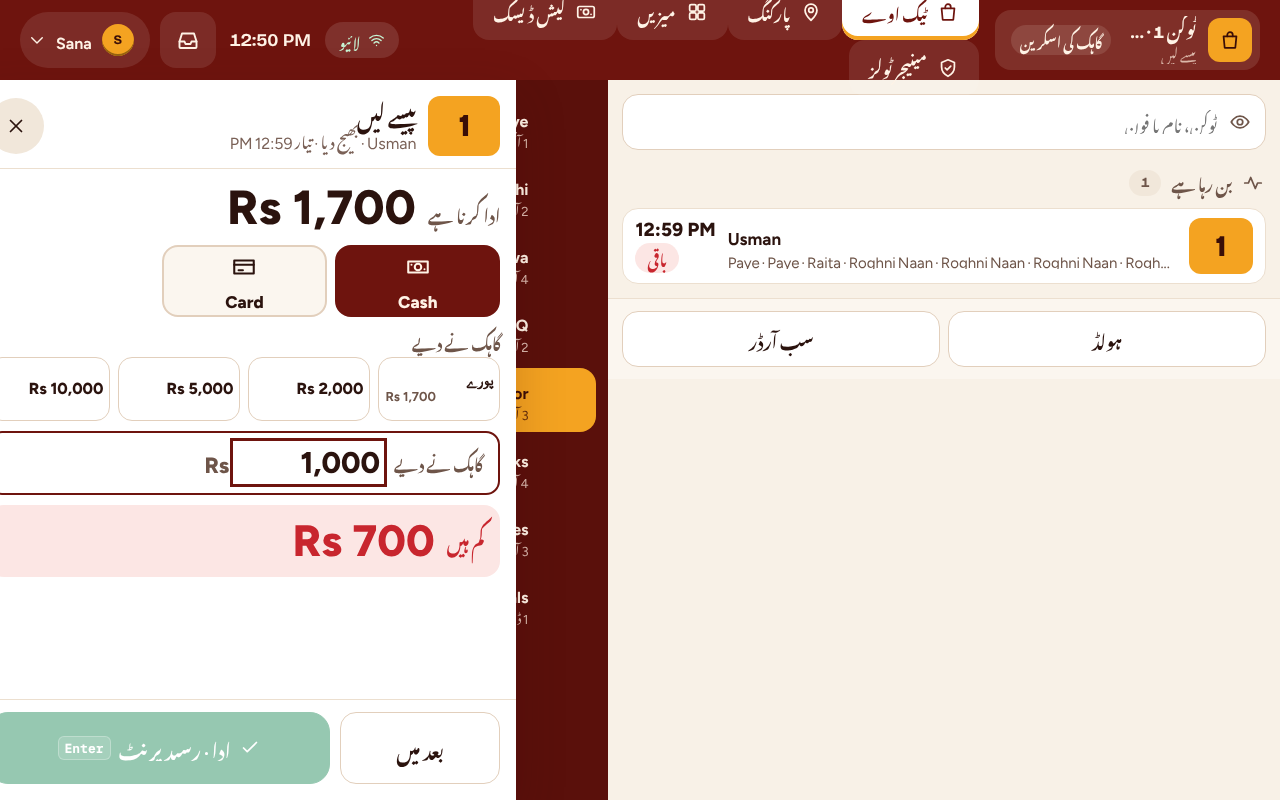 ٹوکن 1 · ...
پیسے لیں
گاہک کی اسکرین
ٹیک اوے
پارکنگ
میزیں
کیش ڈیسک
مینیجر ٹولز
لائیو
12:50 PM
S
Sana
ٹوکن، نام یا فون
بن رہا ہے
1
1
Usman
Paye · Paye · Raita · Roghni Naan · Roghni Naan · Roghni Naan · Rogh...
12:59 PM
باقی
ہولڈ
سب آرڈر
1
پیسے لیں
Usman · بھیج دیا · تیار 12:59 PM
ادا کرنا ہے
Rs 1,700
Cash
Card
گاہک نے دیے
پورے
Rs 1,700
Rs 2,000
Rs 5,000
Rs 10,000
گاہک نے دیے
1,000
Rs
کم ہیں
Rs 700
بعد میں
ادا · رسید پرنٹ
Enter